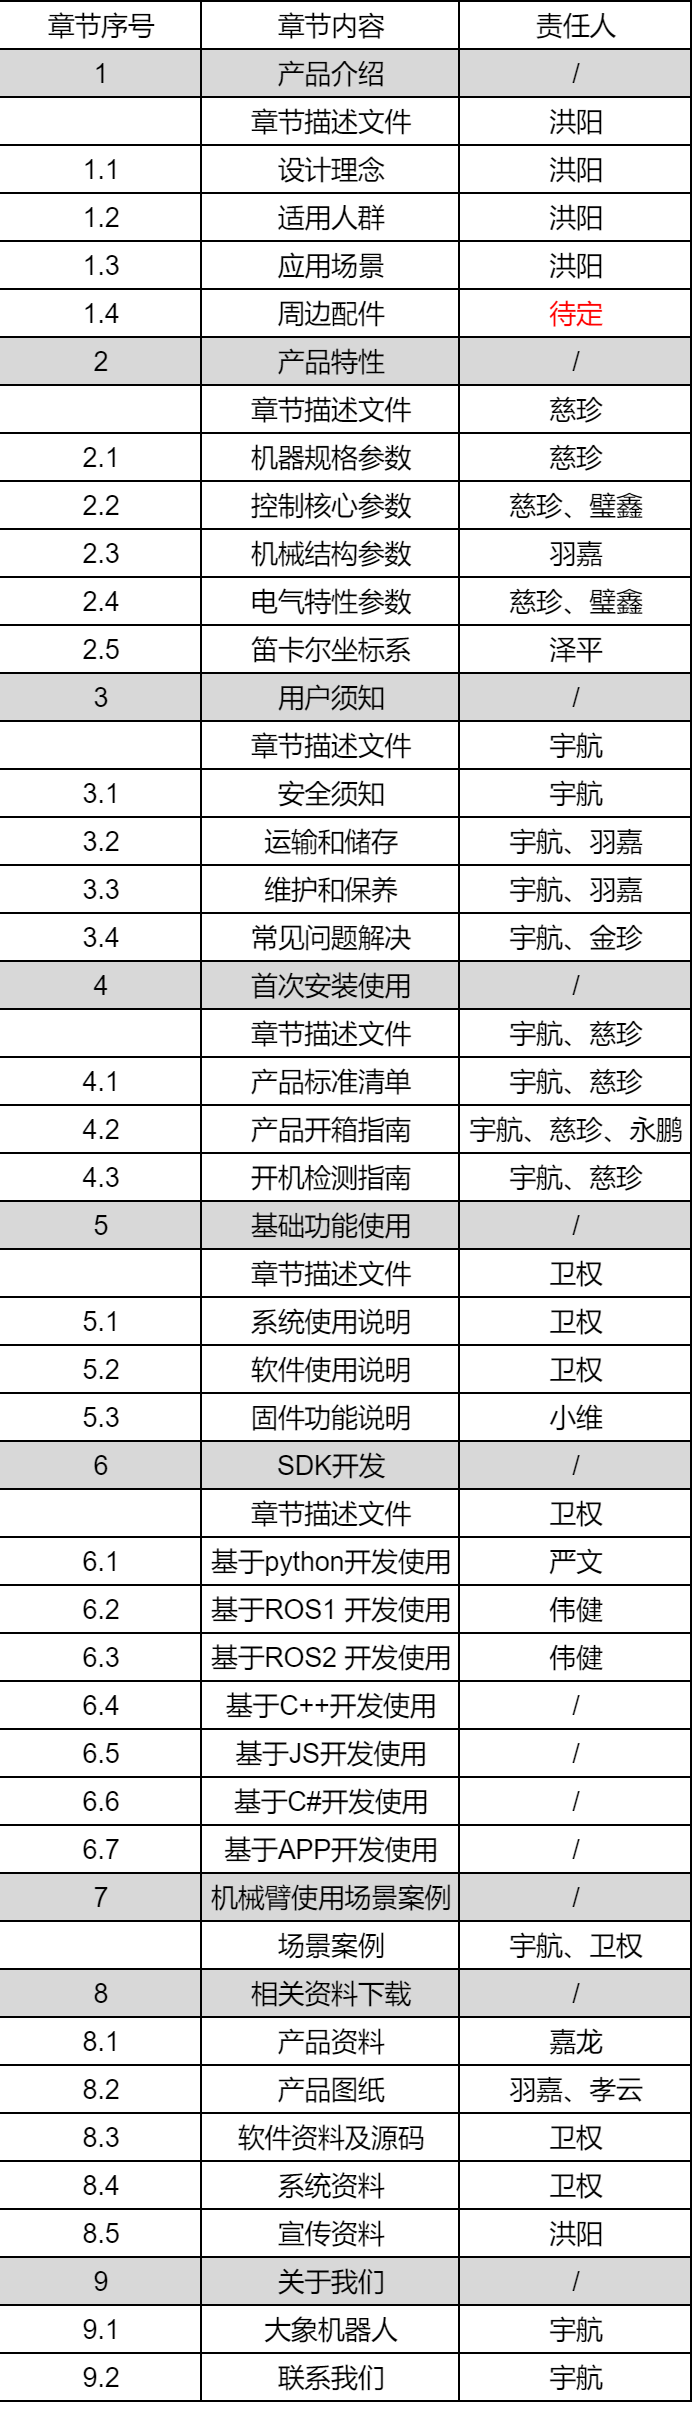 章节序号 章节内容 责任人
1 产品介绍 /
章节描述文件 洪阳
1.1 设计理念 洪阳
1.2 适用人群 洪阳
1.3 应用场景 洪阳
1.4 周边配件 待定
2 产品特性 /
章节描述文件 慈珍
2.1 机器规格参数 慈珍
2.2 控制核心参数 慈珍、璧鑫
2.3 机械结构参数 羽嘉
2.4 电气特性参数 慈珍、璧鑫
2.5 笛卡尔坐标系 泽平
3 用户须知 /
章节描述文件 宇航
3.1 安全须知 宇航
3.2 运输和储存 宇航、羽嘉
3.3 维护和保养 宇航、羽嘉
3.4 常见问题解决 宇航、金珍
4 首次安装使用 /
章节描述文件 宇航、慈珍
4.1 产品标准清单 宇航、慈珍
4.2 产品开箱指南 宇航、慈珍、永鹏
4.3 开机检测指南 宇航、慈珍
5 基础功能使用 /
章节描述文件 卫权
5.1 系统使用说明 卫权
5.2 软件使用说明 卫权
5.3 固件功能说明 小维
6 SDK开发 /
章节描述文件 卫权
6.1 基于python开发使用 严文
6.2 基于ROS1 开发使用 伟健
6.3 基于ROS2 开发使用 伟健
6.4 基于C++开发使用 /
6.5 基于JS开发使用 /
6.6 基于C#开发使用 /
6.7 基于APP开发使用 /
7 机械臂使用场景案例 /
场景案例 宇航、卫权
8 相关资料下载 /
8.1 产品资料 嘉龙
8.2 产品图纸 羽嘉、孝云
8.3 软件资料及源码 卫权
8.4 系统资料 卫权
8.5 宣传资料 洪阳
9 关于我们 /
9.1 大象机器人 宇航
9.2 联系我们 宇航